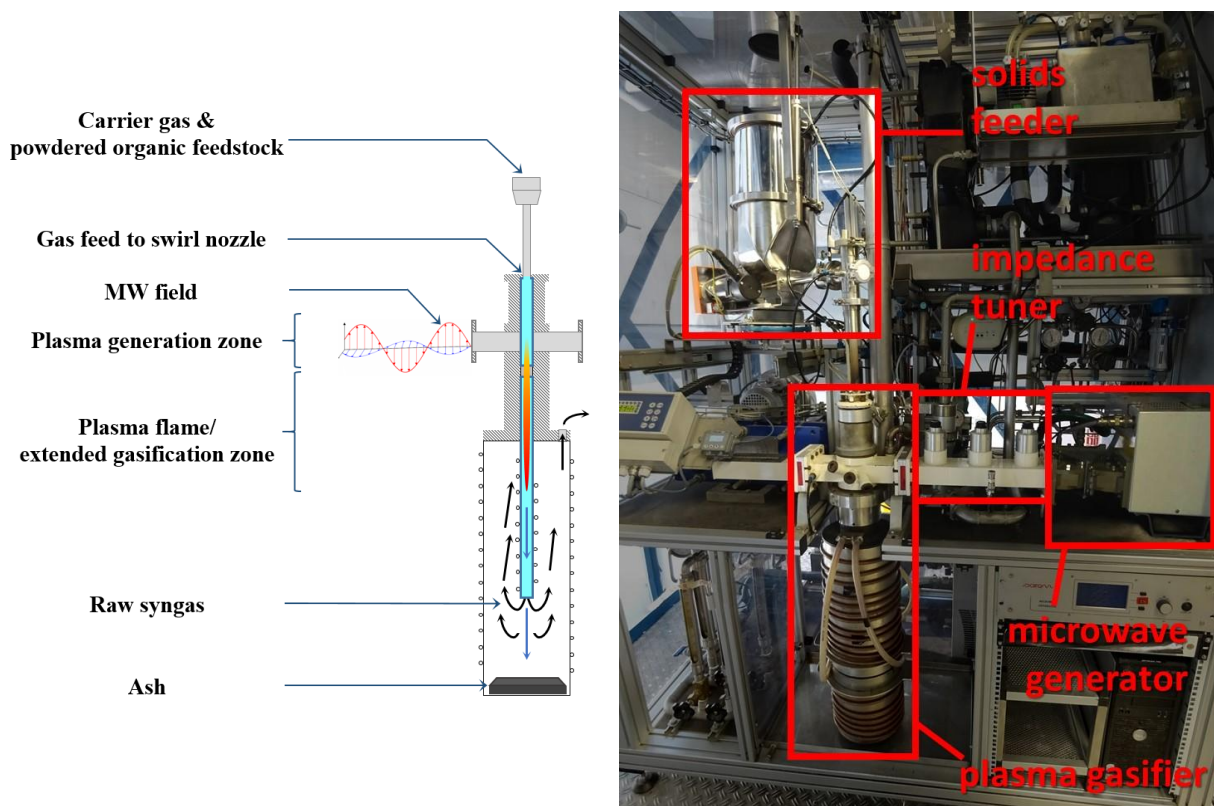 Carrier gas &
powdered organic feedstock
Gas feed to swirl nozzle
MW field
Plasma generation zone
Plasma flame/
extended gasification zone
Raw syngas
Ash
solids
feeder
impedance
tuner
microwave
generator
plasma gasifier